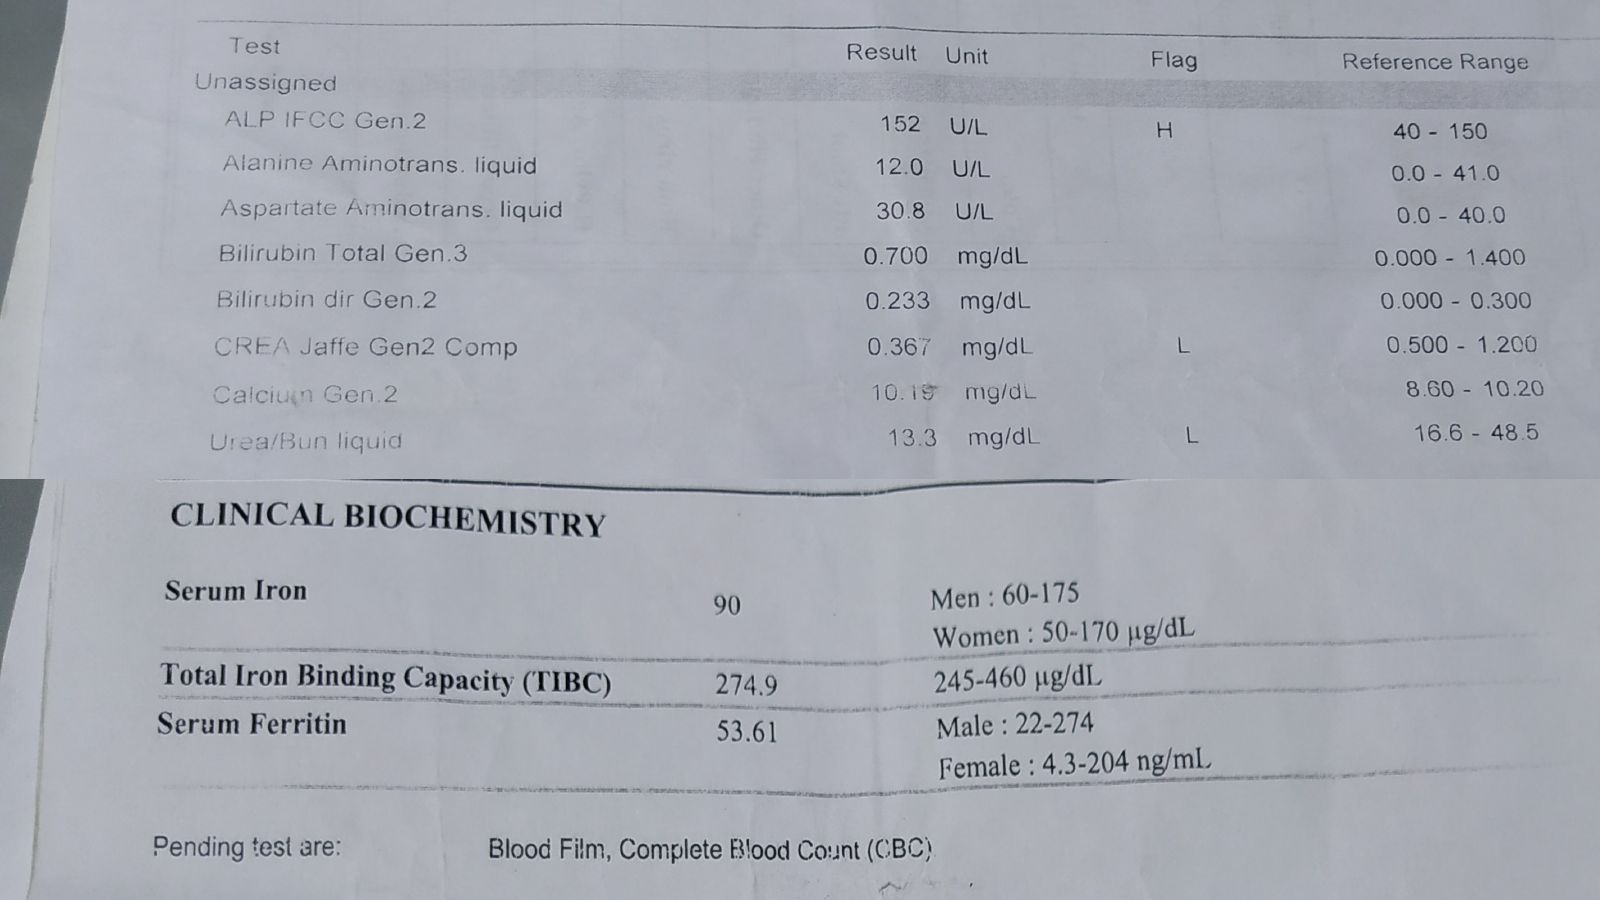 Test Result Unit Flag Reference Range
Unassigned
ALP IFCC Gen.2 152 U/L H 40 - 150
Alanine Aminotrans. liquid 12.0 U/L 0.0 - 41.0
Aspartate Aminotrans. liquid 30.8 U/L 0.0 - 40.0
Bilirubin Total Gen.3 0.700 mg/dL 0.000 - 1.400
Bilirubin dir Gen.2 0.233 mg/dL 0.000 - 0.300
CREA Jaffe Gen2 Comp 0.367 mg/dL L 0.500 - 1.200
Calcium Gen.2 mg/dL 8.60 - 10.20
Urea/Bun liquid 13.3 mg/dL L 16.6 - 48.5
CLINICAL BIOCHEMISTRY
Serum Iron 90 Men : 60-175
Women : 50-170 µg/dL
Total Iron Binding Capacity (TIBC) 274.9 245-460 µg/dL
Serum Ferritin 53.61 Male : 22-274
Female : 4.3-204 ng/mL
Pending test are: Blood Film, Complete Blood Count (CBC)